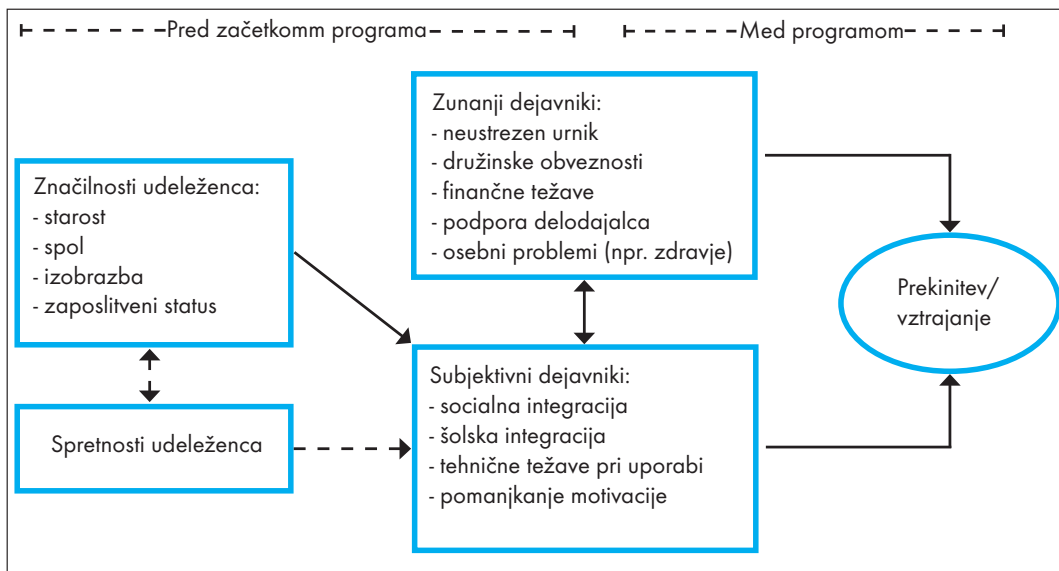 Pred začetkomm programa
Med programom
Značilnosti udeleženca:
- starost
- spol
- izobrazba
- zaposlitveni status
Spretnosti udeleženca
Zunanji dejavniki:
- neustrezen urnik
- družinske obveznosti
- finančne težave
- podpora delodajalca
- osebni problemi (npr. zdravje)
Subjektivni dejavniki:
- socialna integracija
- šolska integracija
- tehnične težave pri uporabi
- pomanjkanje motivacije
Prekinitev/
vztrajanje